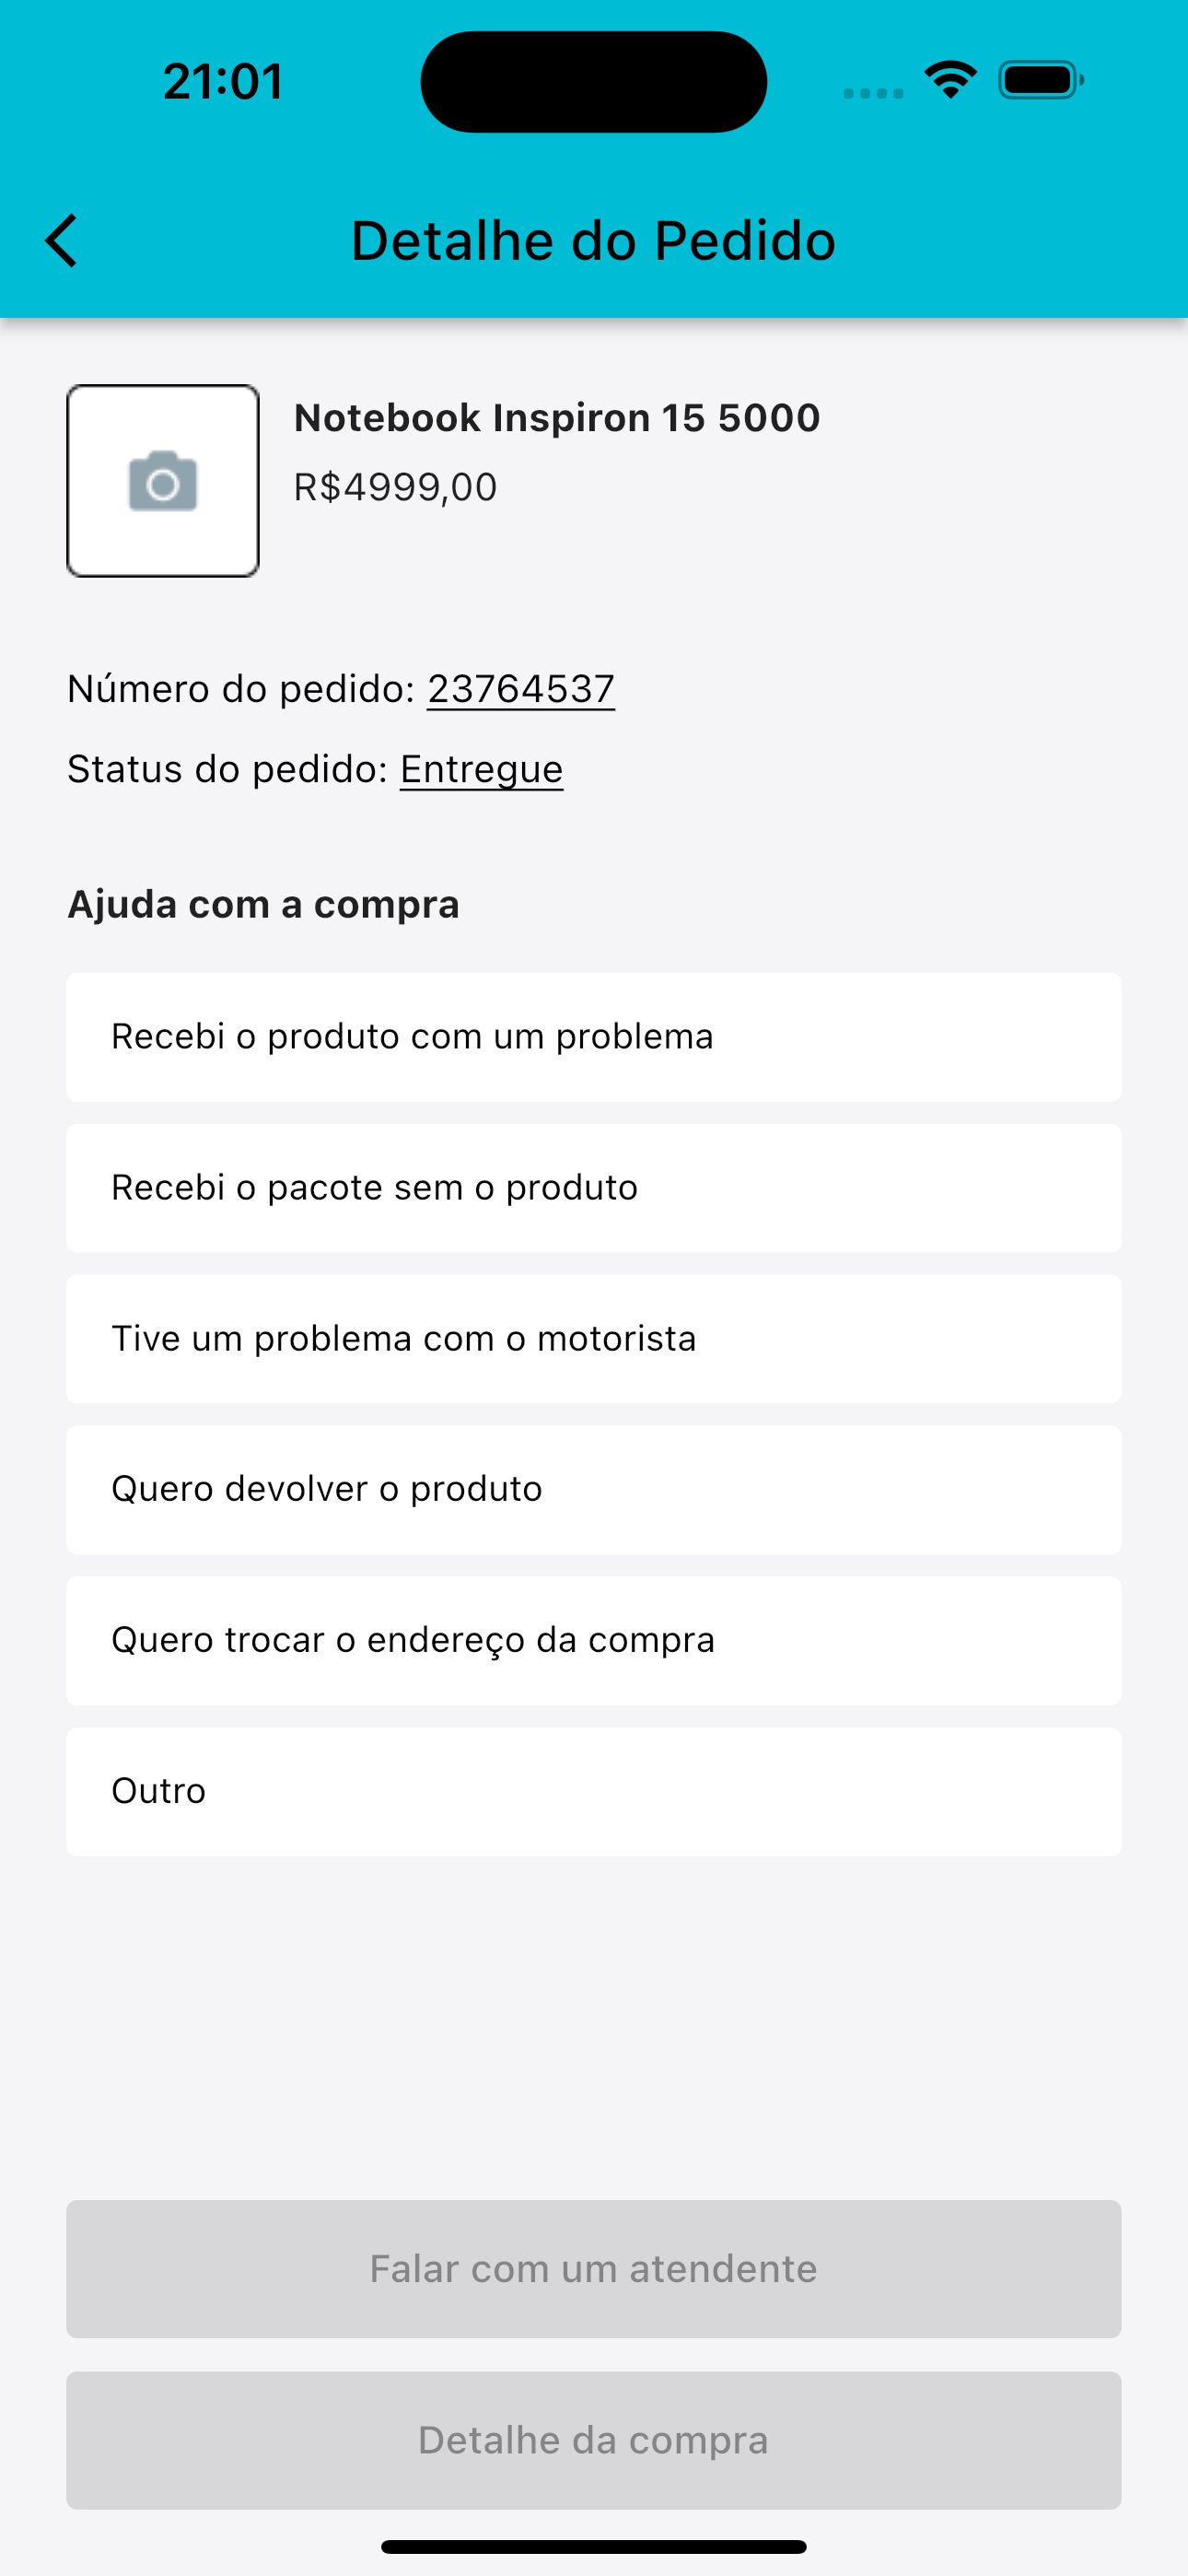 21:01
Detalhe do Pedido
Notebook Inspiron 15 5000
R$4999,00
Número do pedido: 23764537
Status do pedido: Entregue
Ajuda com a compra
Recebi o produto com um problema
Recebi o pacote sem o produto
Tive um problema com o motorista
Quero devolver o produto
Quero trocar o endereço da compra
Outro
Falar com um atendente
Detalhe da compra